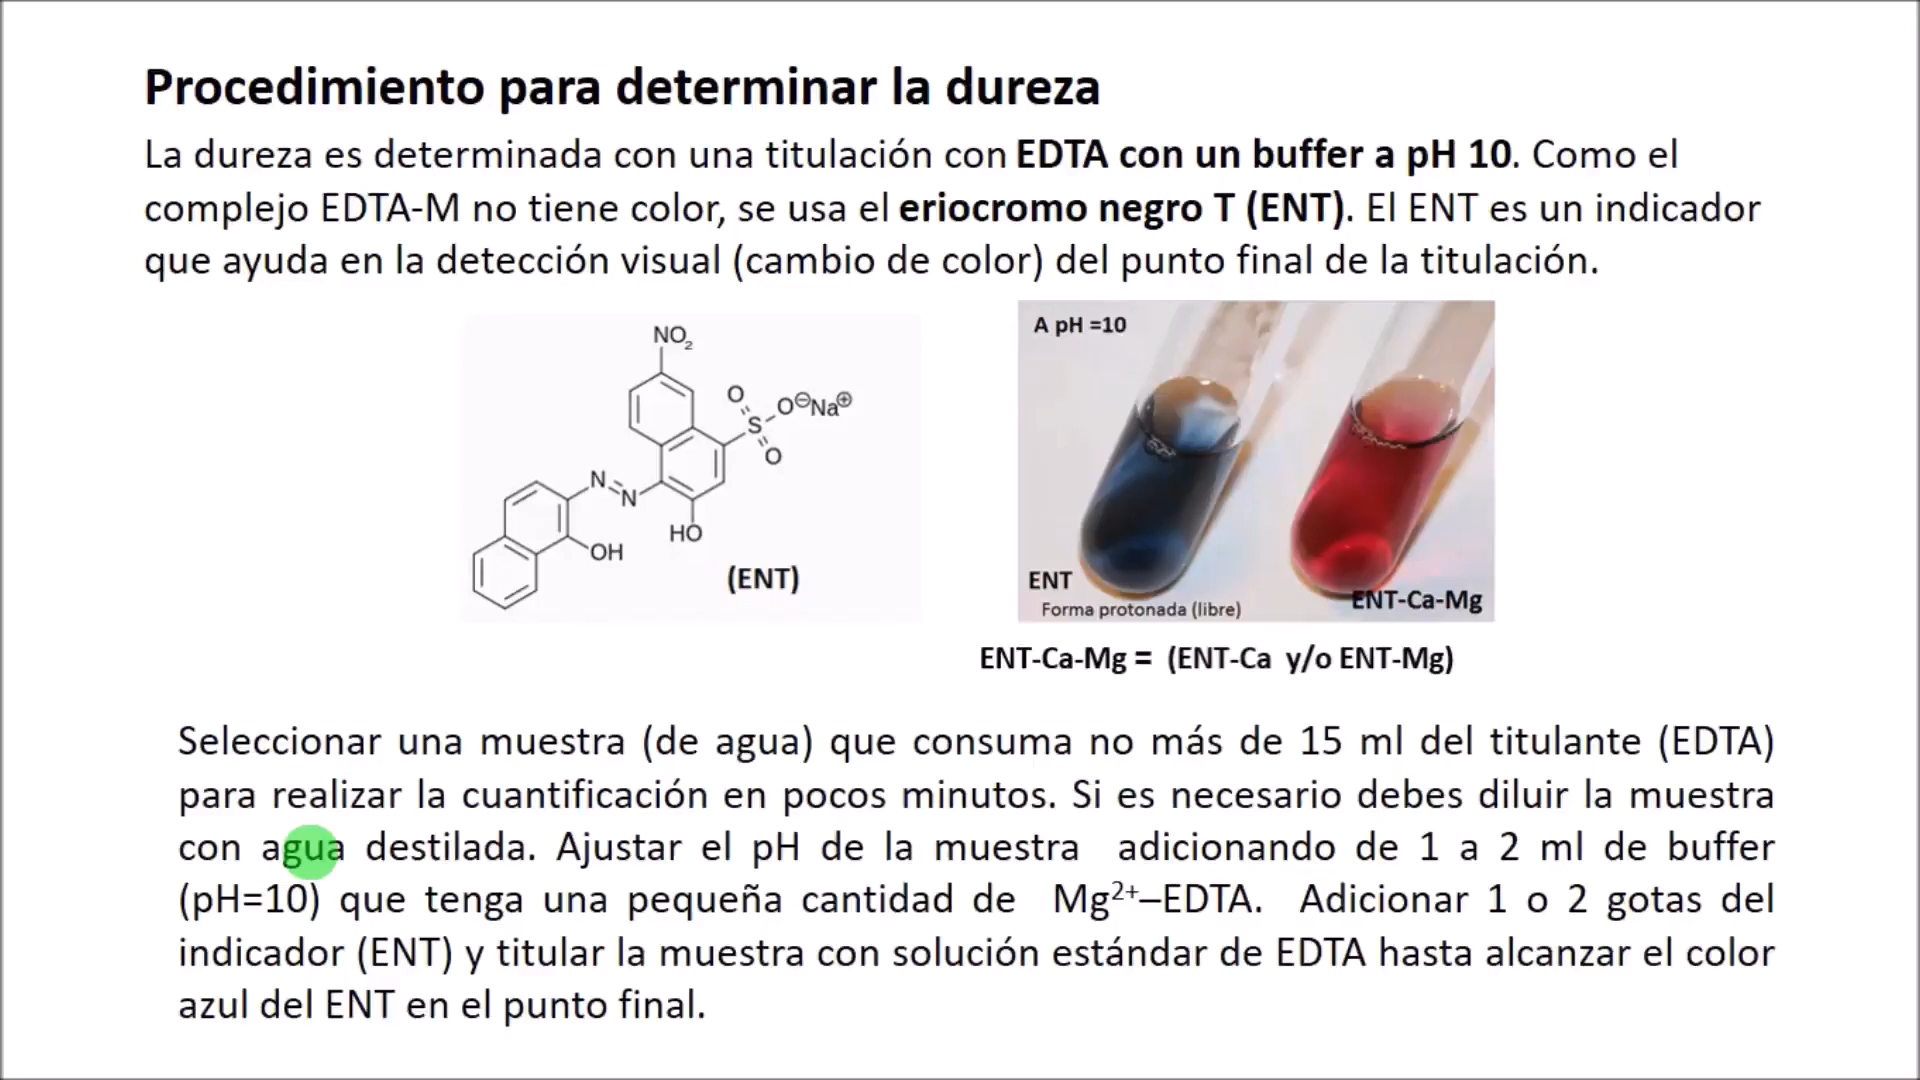 Procedimiento para determinar la dureza
La dureza es determinada con una titulación con EDTA con un buffer a pH 10. Como el
complejo EDTA-M no tiene color, se usa el eriocromo negro T (ENT). El ENT es un indicador
que ayuda en la detección visual (cambio de color) del punto final de la titulación.
NO₂
O
O⊖Na⊕
S
O
N
N
HO
OH
(ENT)
A pH =10
ENT
Forma protonada (libre)
ENT-Ca-Mg
ENT-Ca-Mg = (ENT-Ca y/o ENT-Mg)
Seleccionar una muestra (de agua) que consuma no más de 15 ml del titulante (EDTA)
para realizar la cuantificación en pocos minutos. Si es necesario debes diluir la muestra
con agua destilada. Ajustar el pH de la muestra adicionando de 1 a 2 ml de buffer
(pH=10) que tenga una pequeña cantidad de Mg²⁺–EDTA. Adicionar 1 o 2 gotas del
indicador (ENT) y titular la muestra con solución estándar de EDTA hasta alcanzar el color
azul del ENT en el punto final.